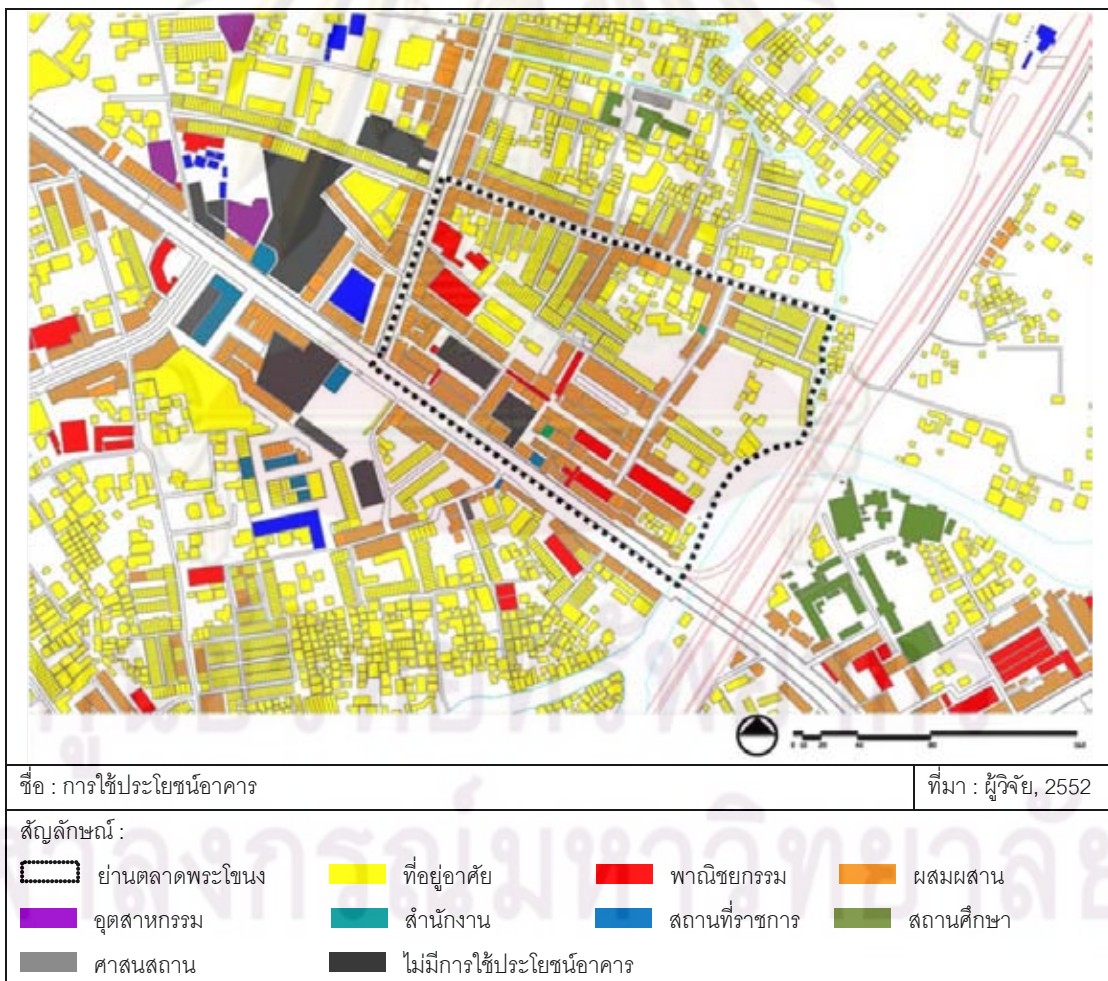 ชื่อ : การใช้ประโยชน์อาคาร
ที่มา : ผู้วิจัย, 2552
สัญลักษณ์ :
ย่านตลาดพระโขนง ที่อยู่อาศัย พาณิชยกรรม ผสมผสาน
อุตสาหกรรม สำนักงาน สถานที่ราชการ สถานศึกษา
ศาสนสถาน ไม่มีการใช้ประโยชน์อาคาร